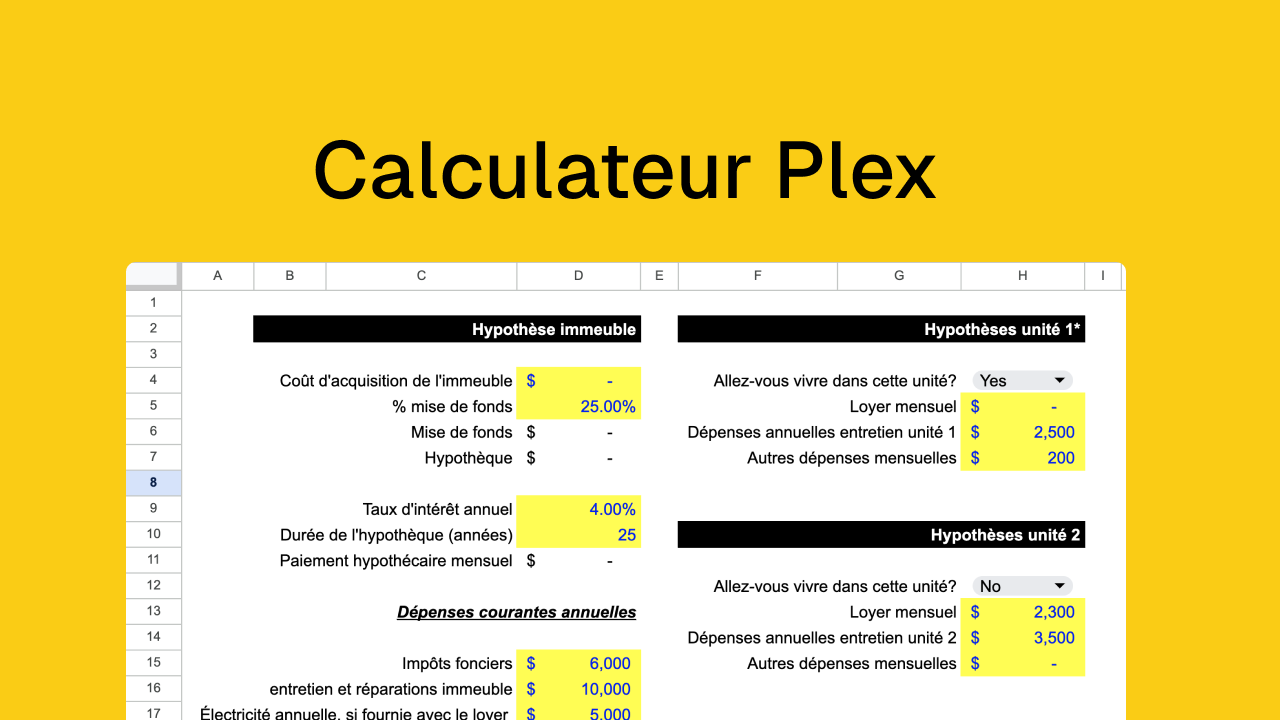 Calculateur Plex
A B C D E F G H I
1
2 Hypothèse immeuble Hypothèses unité 1*
3
4 Coût d'acquisition de l'immeuble $ - Allez-vous vivre dans cette unité? Yes
5 % mise de fonds 25.00% Loyer mensuel $ -
6 Mise de fonds $ - Dépenses annuelles entretien unité 1 $ 2,500
7 Hypothèque $ - Autres dépenses mensuelles $ 200
8
9 Taux d'intérêt annuel 4.00%
10 Durée de l'hypothèque (années) 25 Hypothèses unité 2
11 Paiement hypothécaire mensuel $ -
12 Allez-vous vivre dans cette unité? No
13 Dépenses courantes annuelles Loyer mensuel $ 2,300
14 Dépenses annuelles entretien unité 2 $ 3,500
15 Impôts fonciers $ 6,000 Autres dépenses mensuelles $ -
16 entretien et réparations immeuble $ 10,000
17 Électricité annuelle, si fournie avec le loyer $ 5,000